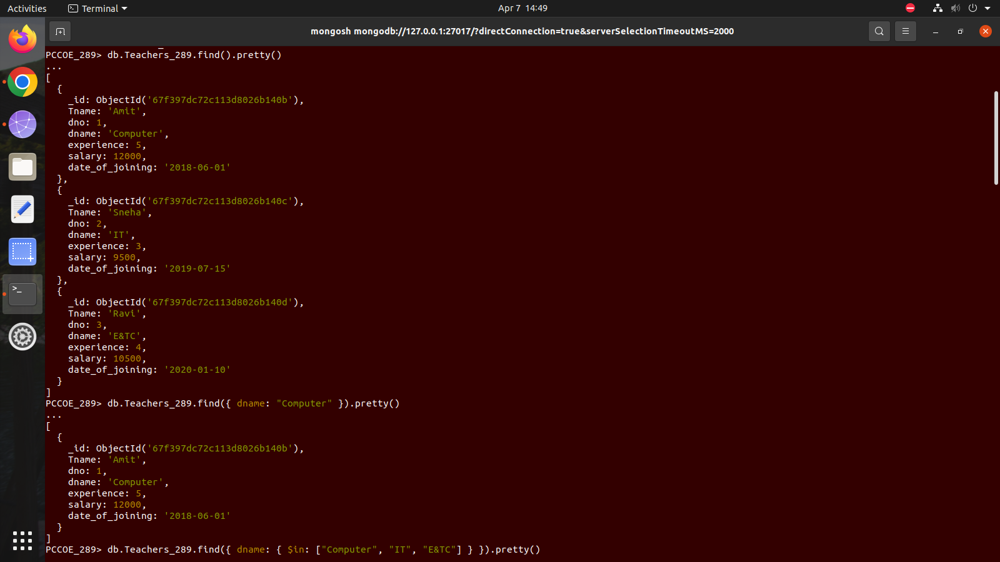 Activities Terminal Apr 7 14:49
mongosh mongodb://127.0.0.1:27017/?directConnection=true&serverSelectionTimeoutMS=2000
PCCOE_289> db.Teachers_289.find().pretty()
...
[
  {
    _id: ObjectId('67f397dc72c113d8026b140b'),
    Tname: 'Amit',
    dno: 1,
    dname: 'Computer',
    experience: 5,
    salary: 12000,
    date_of_joining: '2018-06-01'
  },
  {
    _id: ObjectId('67f397dc72c113d8026b140c'),
    Tname: 'Sneha',
    dno: 2,
    dname: 'IT',
    experience: 3,
    salary: 9500,
    date_of_joining: '2019-07-15'
  },
  {
    _id: ObjectId('67f397dc72c113d8026b140d'),
    Tname: 'Ravi',
    dno: 3,
    dname: 'E&TC',
    experience: 4,
    salary: 10500,
    date_of_joining: '2020-01-10'
  }
]
PCCOE_289> db.Teachers_289.find({ dname: "Computer" }).pretty()
...
[
  {
    _id: ObjectId('67f397dc72c113d8026b140b'),
    Tname: 'Amit',
    dno: 1,
    dname: 'Computer',
    experience: 5,
    salary: 12000,
    date_of_joining: '2018-06-01'
  }
]
PCCOE_289> db.Teachers_289.find({ dname: { $in: ["Computer", "IT", "E&TC"] } }).pretty()